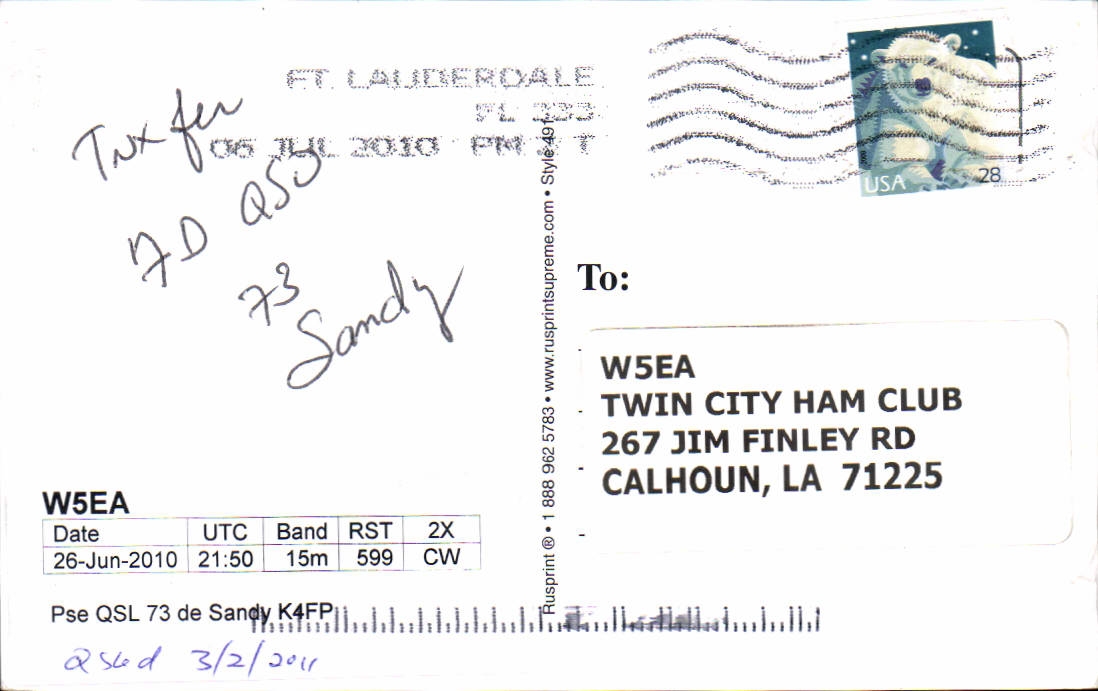 FT LAUDERDALE
FL 333
06 JUL 2010 PM T
USA 28
Tnx fer
FD QSO
73
Sandy
Rusprint ® • 1 888 962 5783 • www.rusprintsupreme.com • Style 491
To:
W5EA
TWIN CITY HAM CLUB
267 JIM FINLEY RD
CALHOUN, LA 71225
W5EA
Date UTC Band RST 2X
26-Jun-2010 21:50 15m 599 CW
Pse QSL 73 de Sandy K4FP
QSLed 3/2/2011